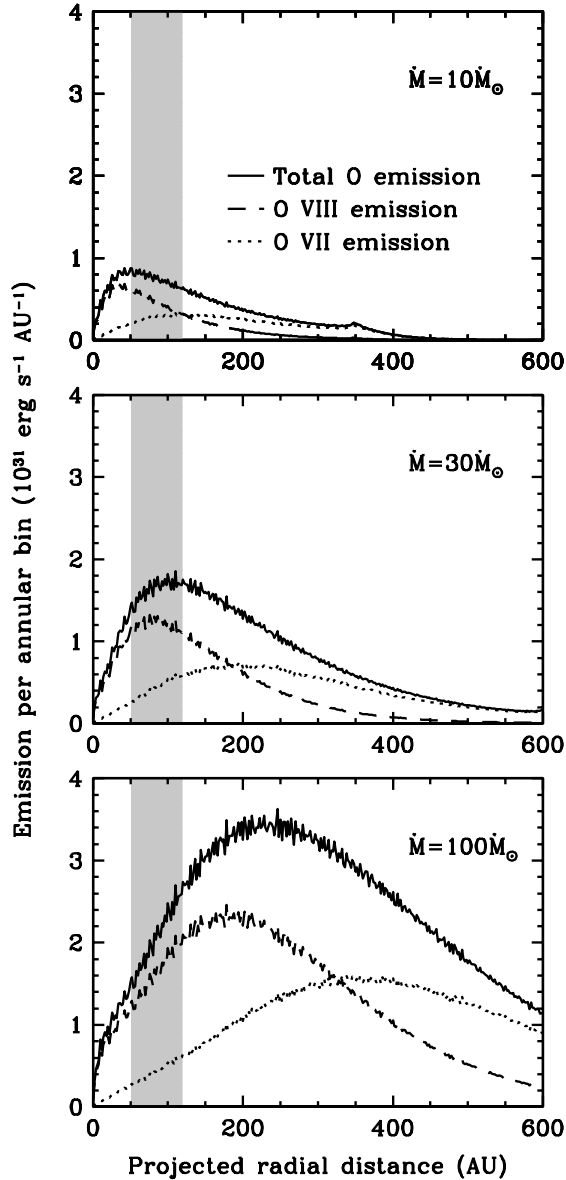 Emission per annular bin (10³¹ erg s⁻¹ AU⁻¹)
4
3
2
1
0
Ṁ=10Ṁ⊙
Total O emission
O VIII emission
O VII emission
0 200 400 600
4
3
2
1
0
Ṁ=30Ṁ⊙
0 200 400 600
4
3
2
1
0
Ṁ=100Ṁ⊙
0 200 400 600
Projected radial distance (AU)